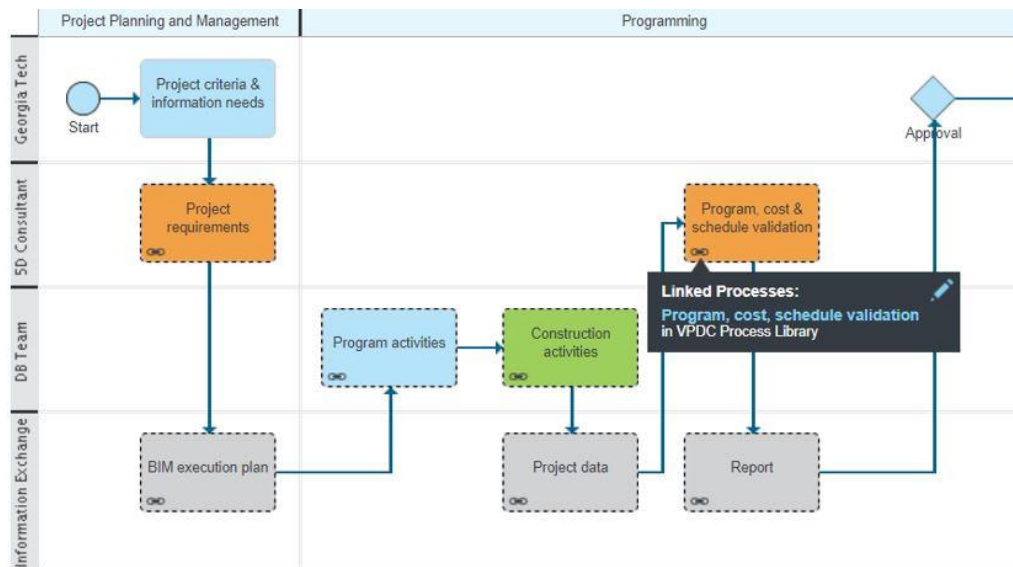 Project Planning and Management
Programming
Georgia Tech
Start
Project criteria &
information needs
Approval
5D Consultant
Project
requirements
Program, cost &
schedule validation
Linked Processes:
Program, cost, schedule validation
in VPDC Process Library
DB Team
Program activities
Construction
activities
Information Exchange
BIM execution plan
Project data
Report